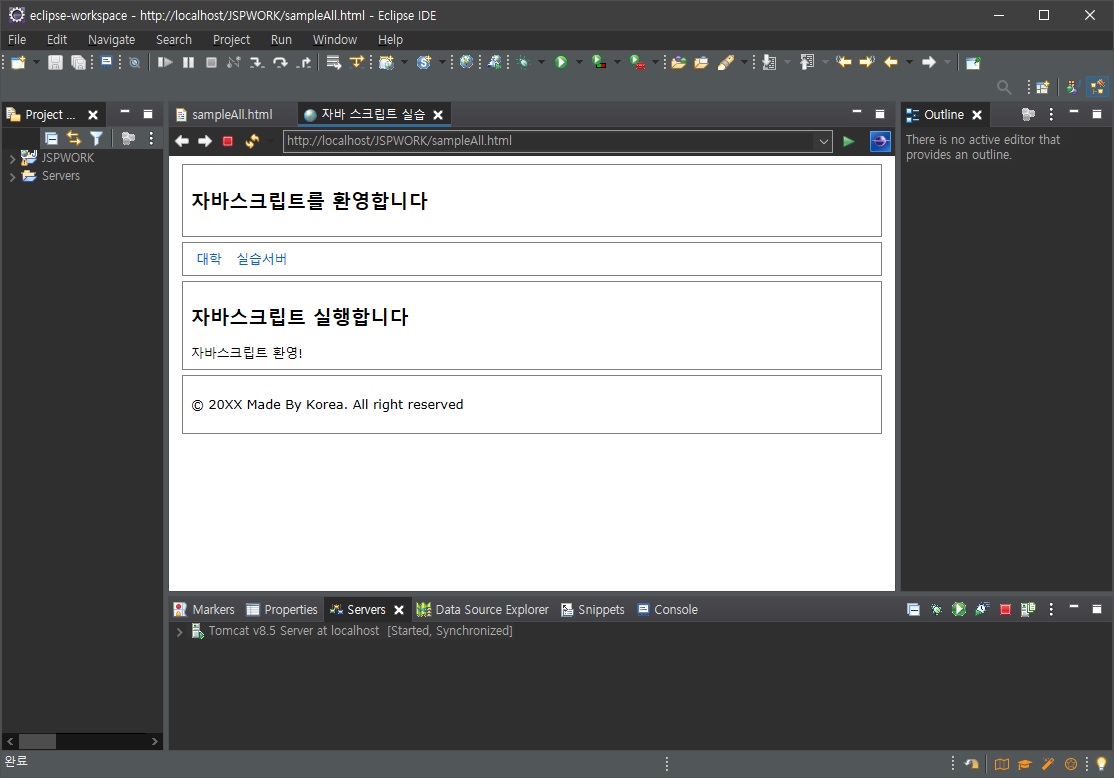 eclipse-workspace - http://localhost/JSPWORK/sampleAll.html - Eclipse IDE
File Edit Navigate Search Project Run Window Help
Project ...
JSPWORK
Servers
sampleAll.html
자바 스크립트 실습
http://localhost/JSPWORK/sampleAll.html
자바스크립트를 환영합니다
대학 실습서버
자바스크립트 실행합니다
자바스크립트 환영!
© 20XX Made By Korea. All right reserved
Outline
There is no active editor that
provides an outline.
Markers Properties Servers Data Source Explorer Snippets Console
Tomcat v8.5 Server at localhost [Started, Synchronized]
완료